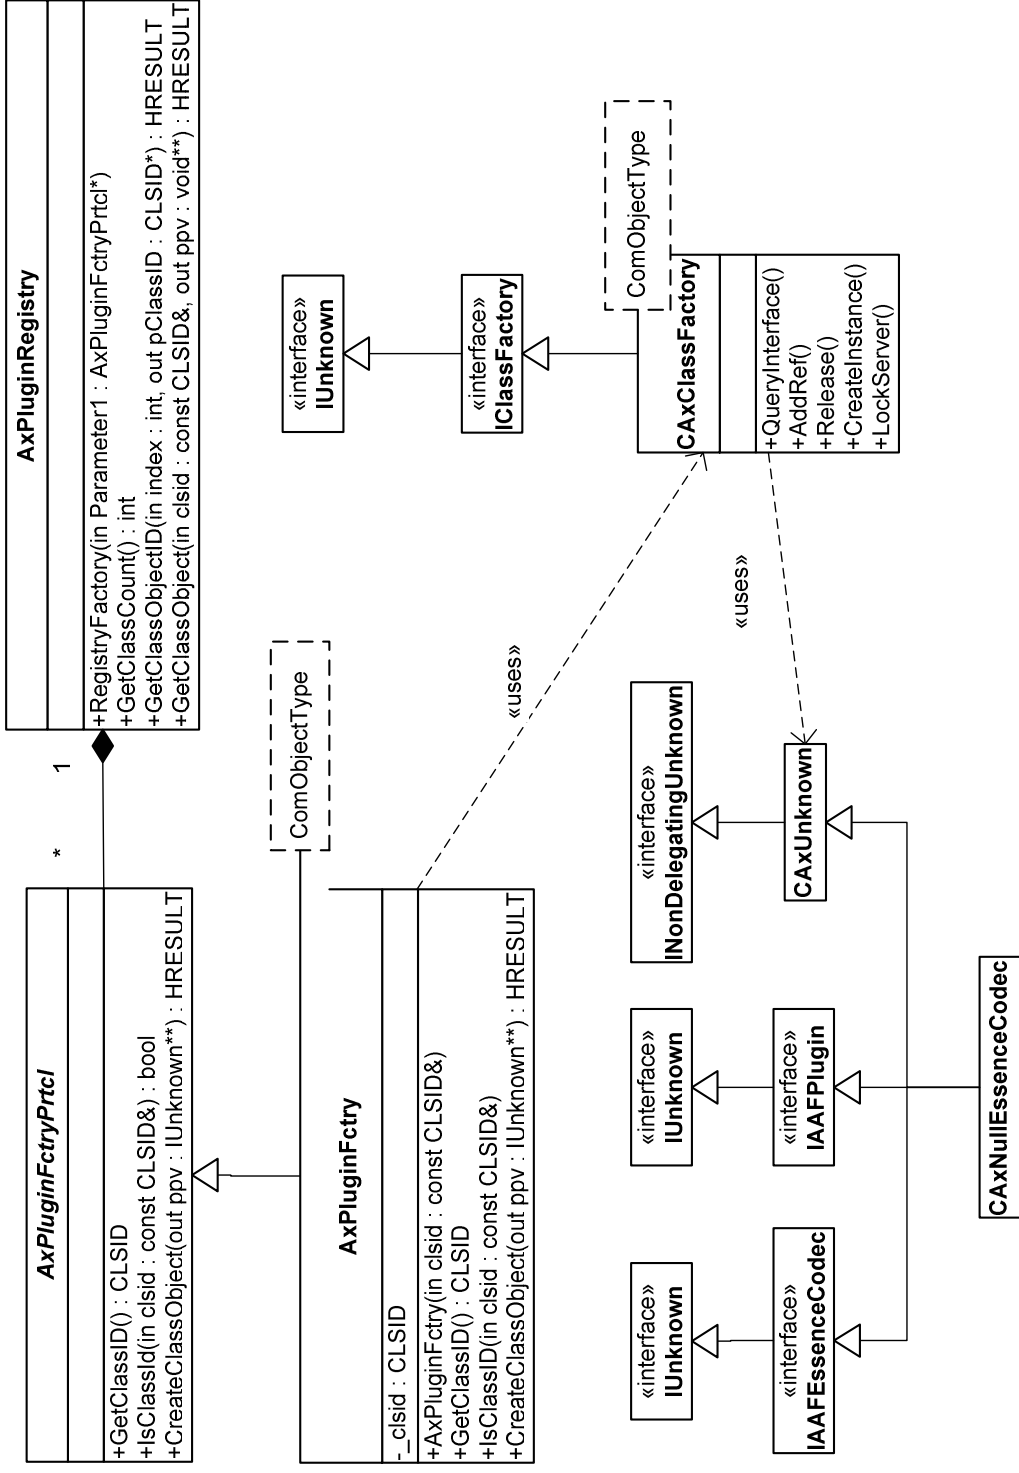 AxPluginFctryPrtcl
+GetClassID() : CLSID
+IsClassId(in clsid : const CLSID&) : bool
+CreateClassObject(out ppv : IUnknown**) : HRESULT
*
1
AxPluginRegistry
+RegistryFactory(in Parameter1 : AxPluginFctryPrtcl*)
+GetClassCount() : int
+GetClassObjectID(in index : int, out pClassID : CLSID*) : HRESULT
+GetClassObject(in clsid : const CLSID&, out ppv : void**) : HRESULT
ComObjectType
AxPluginFctry
-_clsid : CLSID
+AxPluginFctry(in clsid : const CLSID&)
+GetClassID() : CLSID
+IsClassID(in clsid : const CLSID&)
+CreateClassObject(out ppv : IUnknown**) : HRESULT
«uses»
«interface»
IUnknown
«interface»
IClassFactory
ComObjectType
CAxClassFactory
+QueryInterface()
+AddRef()
+Release()
+CreateInstance()
+LockServer()
«uses»
«interface»
IUnknown
«interface»
IUnknown
«interface»
INonDelegatingUnknown
«interface»
IAAFEssenceCodec
«interface»
IAAFPlugin
CAxUnknown
CAxNullEssenceCodec